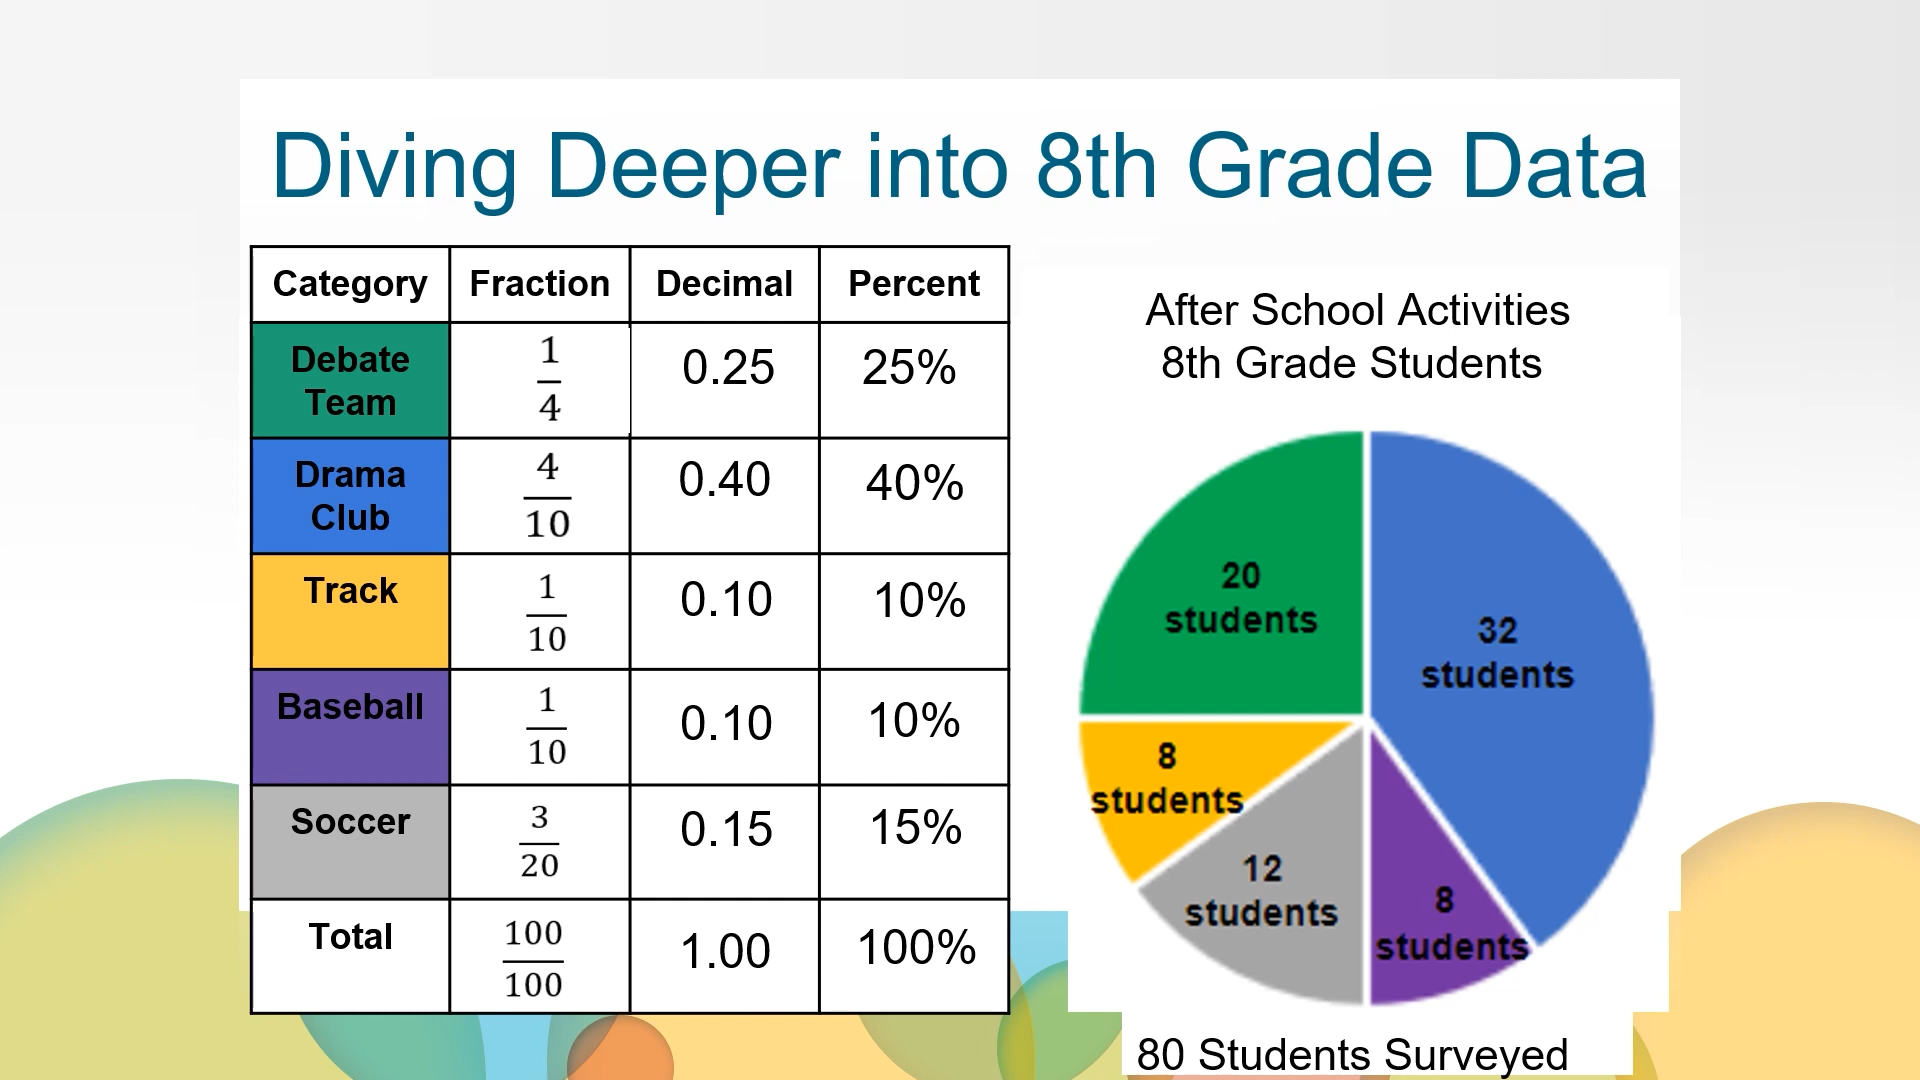 Diving Deeper into 8th Grade Data
Category Fraction Decimal Percent
Debate
Team
1/4 0.25 25%
Drama
Club
4/10 0.40 40%
Track 1/10 0.10 10%
Baseball 1/10 0.10 10%
Soccer 3/20 0.15 15%
Total 100/100 1.00 100%
After School Activities
8th Grade Students
20
students
32
students
8
students
12
students
8
students
80 Students Surveyed